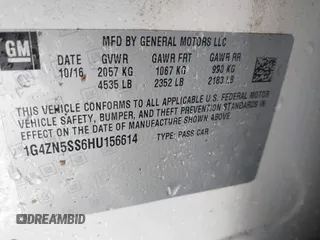 GM
MFD BY GENERAL MOTORS LLC
DATE GVWR GAWR FRT GAWR RR
10/16 2057 KG 1067 KG 990 KG
4535 LB 2352 LB 2183 LB
THIS VEHICLE CONFORMS TO ALL APPLICABLE U.S. FEDERAL MOTOR
VEHICLE SAFETY, BUMPER, AND THEFT PREVENTION STANDARDS IN EFFECT ON THE DATE
OF MANUFACTURE SHOWN ABOVE.
1G4ZN5SS6HU156614 TYPE: PASS CAR
DREAMBID